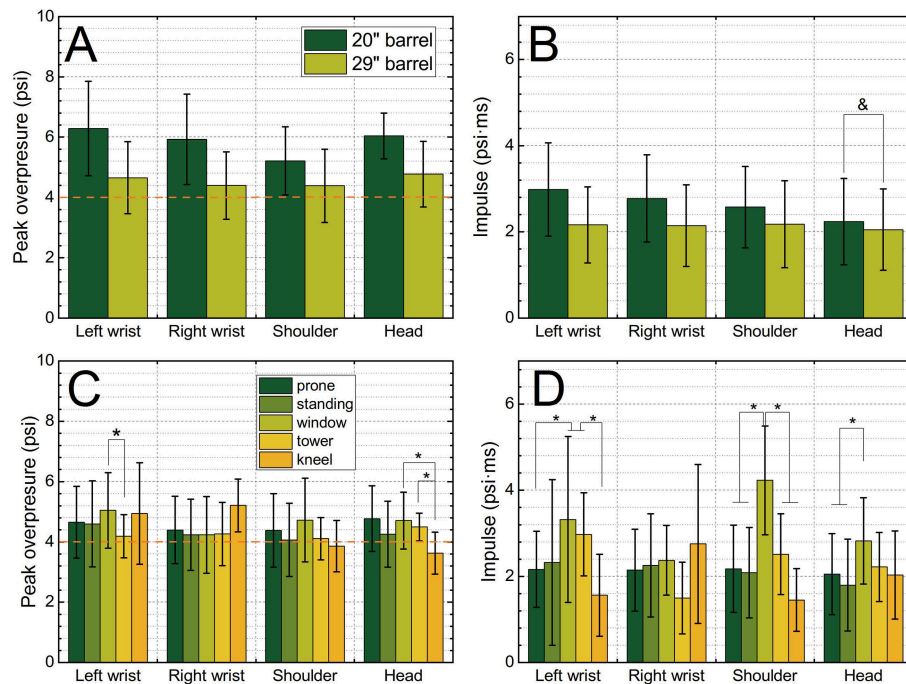 A
20" barrel
29" barrel
Peak overpresure (psi)
10
8
6
4
2
0
Left wrist Right wrist Shoulder Head
B
&
Impulse (psi·ms)
6
4
2
0
Left wrist Right wrist Shoulder Head
C
prone
standing
window
tower
kneel
* * *
Peak overpressure (psi)
10
8
6
4
2
0
Left wrist Right wrist Shoulder Head
D
* * * * *
Impulse (psi·ms)
6
4
2
0
Left wrist Right wrist Shoulder Head